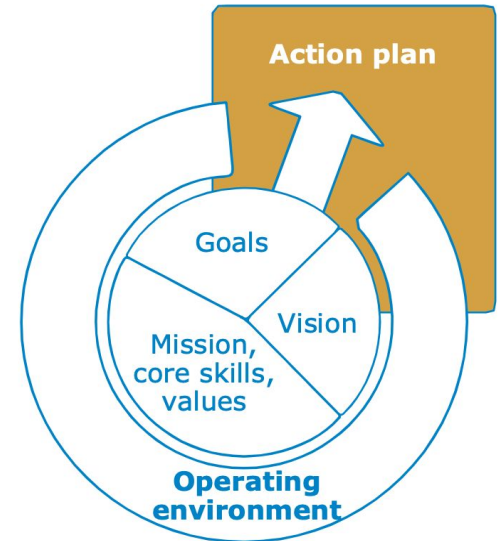 Action plan
Goals
Vision
Mission,
core skills,
values
Operating
environment